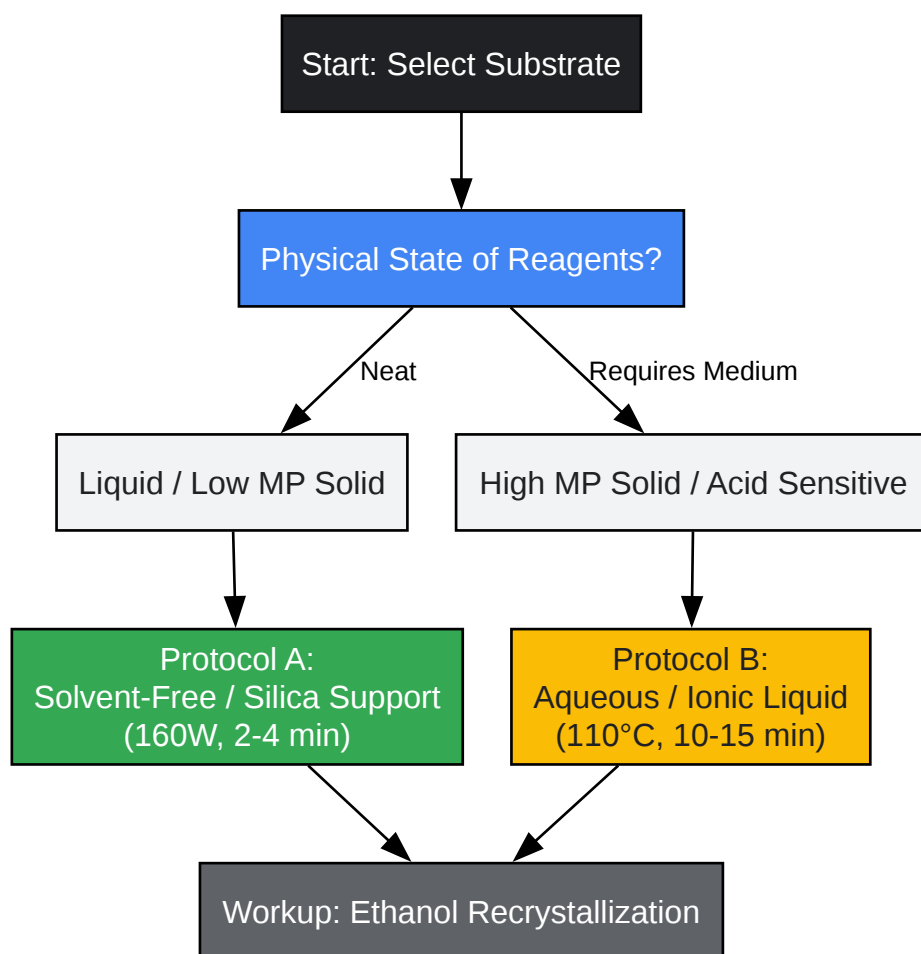 Start: Select Substrate
Physical State of Reagents?
Neat
Requires Medium
Liquid / Low MP Solid
High MP Solid / Acid Sensitive
Protocol A:
Solvent-Free / Silica Support
(160W, 2-4 min)
Protocol B:
Aqueous / Ionic Liquid
(110°C, 10-15 min)
Workup: Ethanol Recrystallization